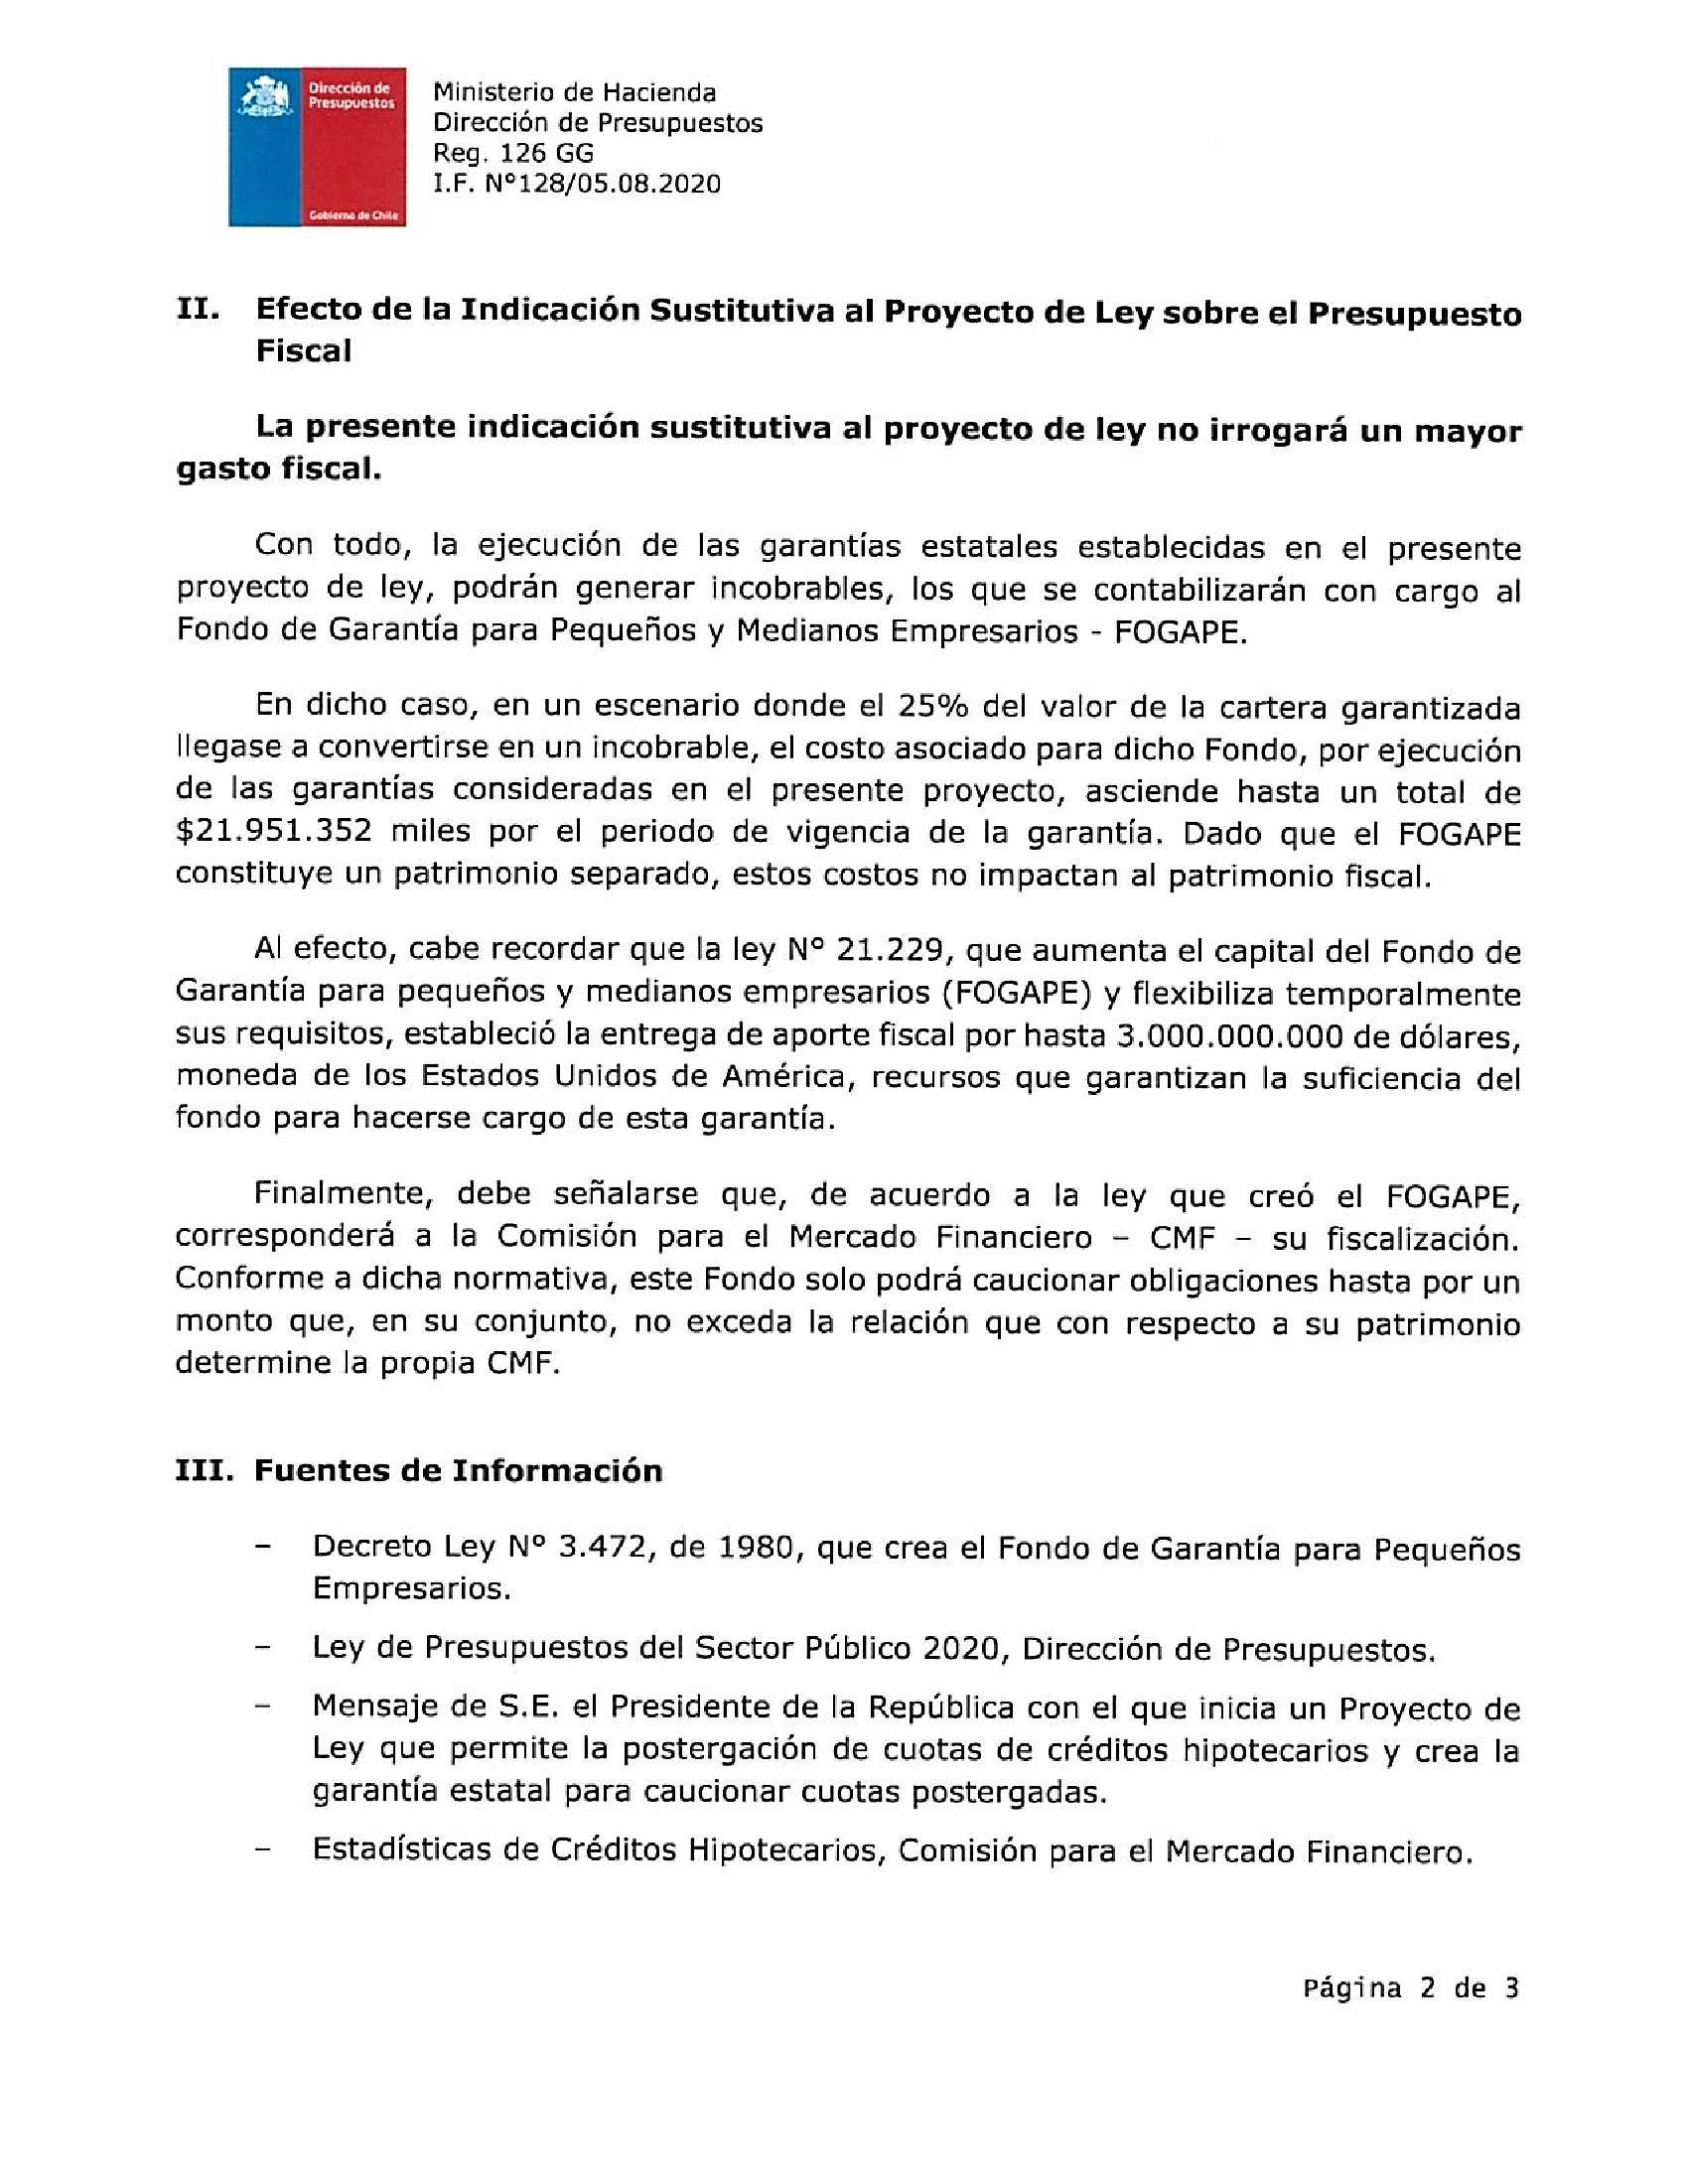 Dirección de
Presupuestos
Gobierno de Chile
Ministerio de Hacienda
Dirección de Presupuestos
Reg. 126 GG
I.F. N°128/05.08.2020
II. Efecto de la Indicación Sustitutiva al Proyecto de Ley sobre el Presupuesto
Fiscal
La presente indicación sustitutiva al proyecto de ley no irrogará un mayor
gasto fiscal.
Con todo, la ejecución de las garantías estatales establecidas en el presente
proyecto de ley, podrán generar incobrables, los que se contabilizarán con cargo al
Fondo de Garantía para Pequeños y Medianos Empresarios - FOGAPE.
En dicho caso, en un escenario donde el 25% del valor de la cartera garantizada
llegase a convertirse en un incobrable, el costo asociado para dicho Fondo, por ejecución
de las garantías consideradas en el presente proyecto, asciende hasta un total de
$21.951.352 miles por el periodo de vigencia de la garantía. Dado que el FOGAPE
constituye un patrimonio separado, estos costos no impactan al patrimonio fiscal.
Al efecto, cabe recordar que la ley N° 21.229, que aumenta el capital del Fondo de
Garantía para pequeños y medianos empresarios (FOGAPE) y flexibiliza temporalmente
sus requisitos, estableció la entrega de aporte fiscal por hasta 3.000.000.000 de dólares,
moneda de los Estados Unidos de América, recursos que garantizan la suficiencia del
fondo para hacerse cargo de esta garantía.
Finalmente, debe señalarse que, de acuerdo a la ley que creó el FOGAPE,
corresponderá a la Comisión para el Mercado Financiero – CMF – su fiscalización.
Conforme a dicha normativa, este Fondo solo podrá caucionar obligaciones hasta por un
monto que, en su conjunto, no exceda la relación que con respecto a su patrimonio
determine la propia CMF.
III. Fuentes de Información
– Decreto Ley N° 3.472, de 1980, que crea el Fondo de Garantía para Pequeños
Empresarios.
– Ley de Presupuestos del Sector Público 2020, Dirección de Presupuestos.
– Mensaje de S.E. el Presidente de la República con el que inicia un Proyecto de
Ley que permite la postergación de cuotas de créditos hipotecarios y crea la
garantía estatal para caucionar cuotas postergadas.
– Estadísticas de Créditos Hipotecarios, Comisión para el Mercado Financiero.
Página 2 de 3